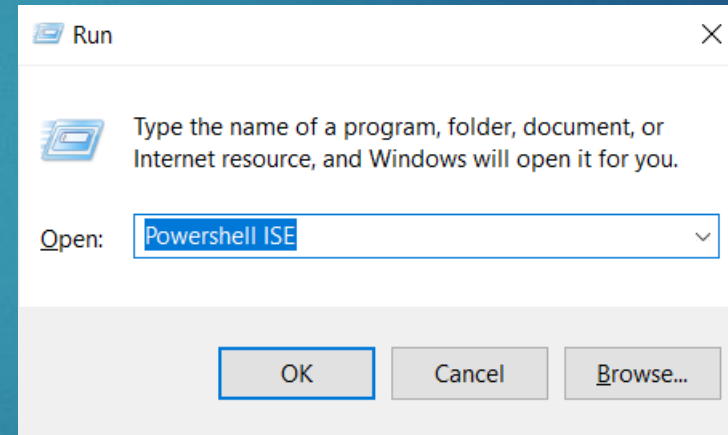 Run
Type the name of a program, folder, document, or
Internet resource, and Windows will open it for you.
Open: Powershell ISE
OK Cancel Browse...